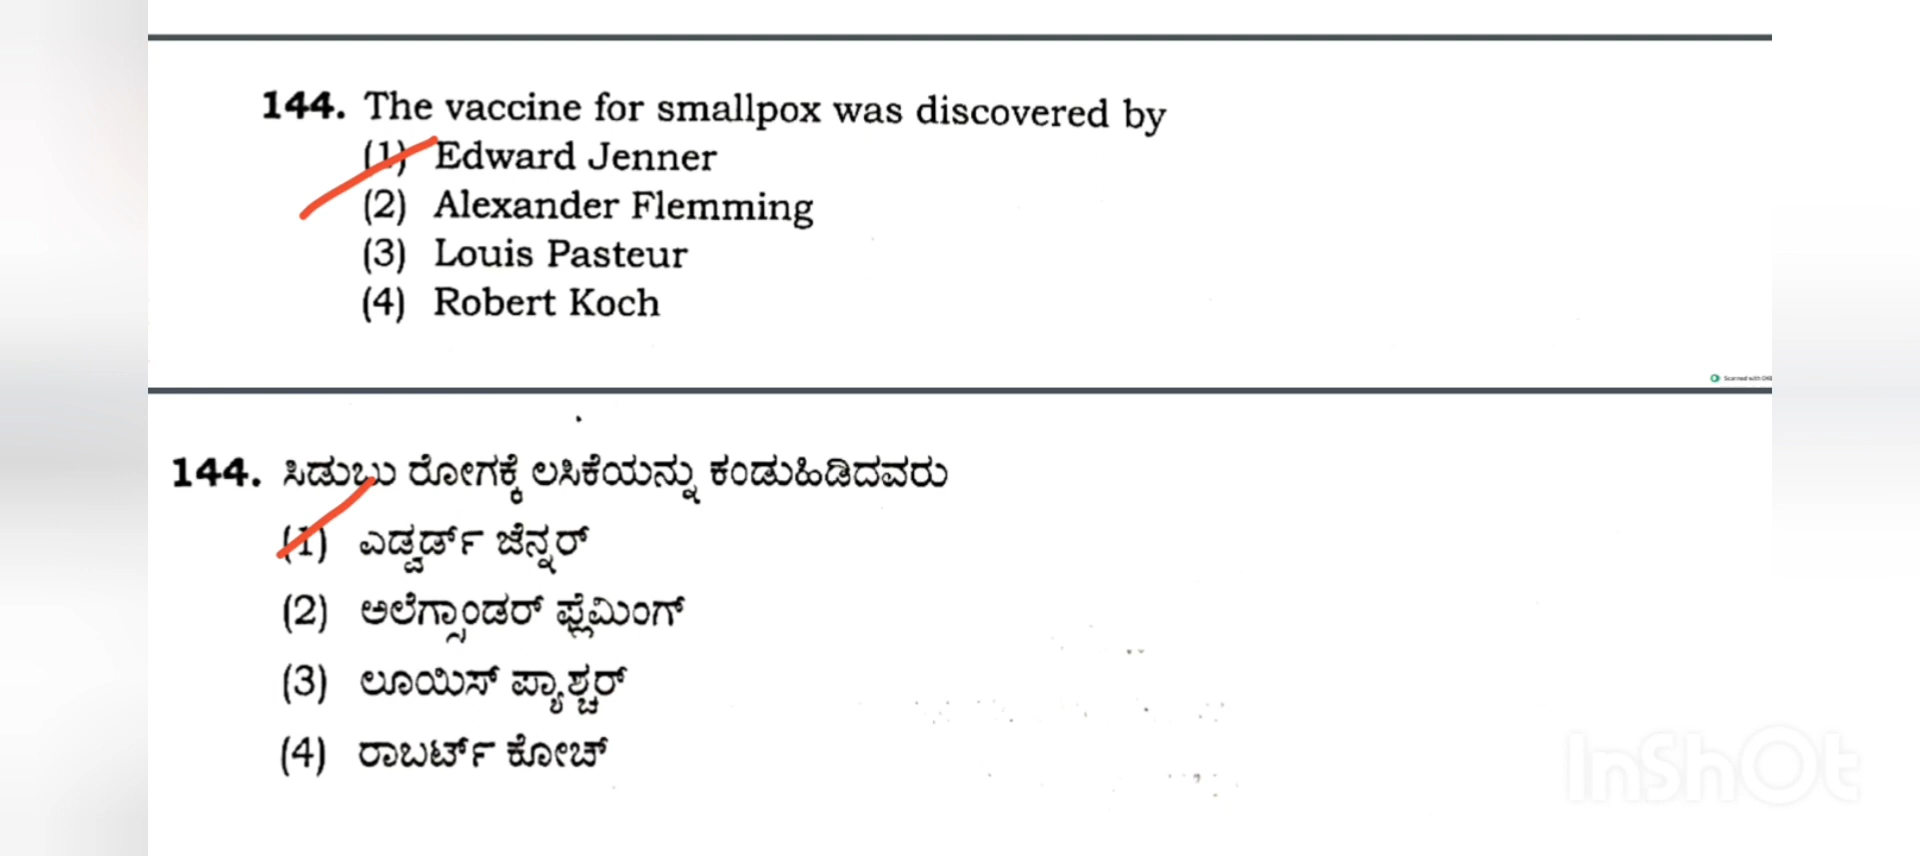 144. The vaccine for smallpox was discovered by
(1) Edward Jenner
(2) Alexander Flemming
(3) Louis Pasteur
(4) Robert Koch
144. ಸಿಡುಬು ರೋಗಕ್ಕೆ ಲಸಿಕೆಯನ್ನು ಕಂಡುಹಿಡಿದವರು
(1) ಎಡ್ವರ್ಡ್ ಜೆನ್ನರ್
(2) ಅಲೆಗ್ಸಾಂಡರ್ ಫ್ಲೆಮಿಂಗ್
(3) ಲೂಯಿಸ್ ಪ್ಯಾಶ್ಚರ್
(4) ರಾಬರ್ಟ್ ಕೋಚ್
InShOt